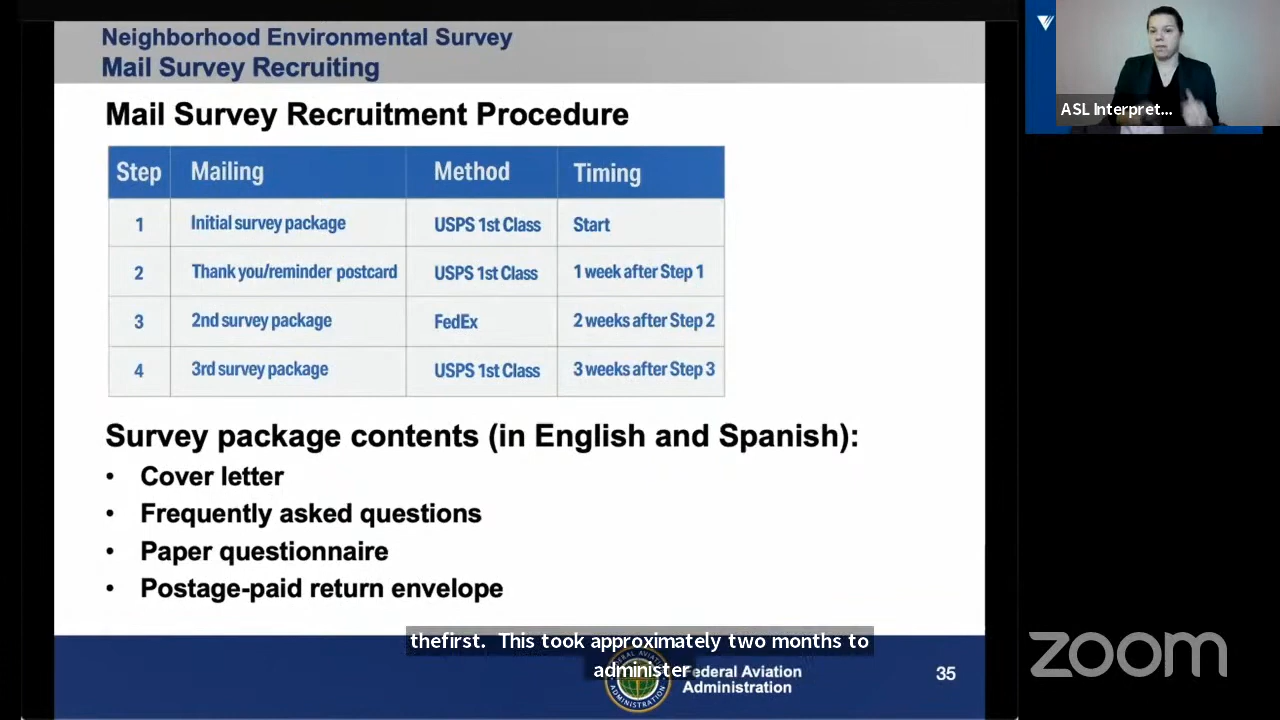 Neighborhood Environmental Survey
Mail Survey Recruiting
Mail Survey Recruitment Procedure
Step Mailing Method Timing
1 Initial survey package USPS 1st Class Start
2 Thank you/reminder postcard USPS 1st Class 1 week after Step 1
3 2nd survey package FedEx 2 weeks after Step 2
4 3rd survey package USPS 1st Class 3 weeks after Step 3
Survey package contents (in English and Spanish):
• Cover letter
• Frequently asked questions
• Paper questionnaire
• Postage-paid return envelope
thefirst. This took approximately two months to
administer
Federal Aviation
Administration
35
ASL Interpret...
zoom